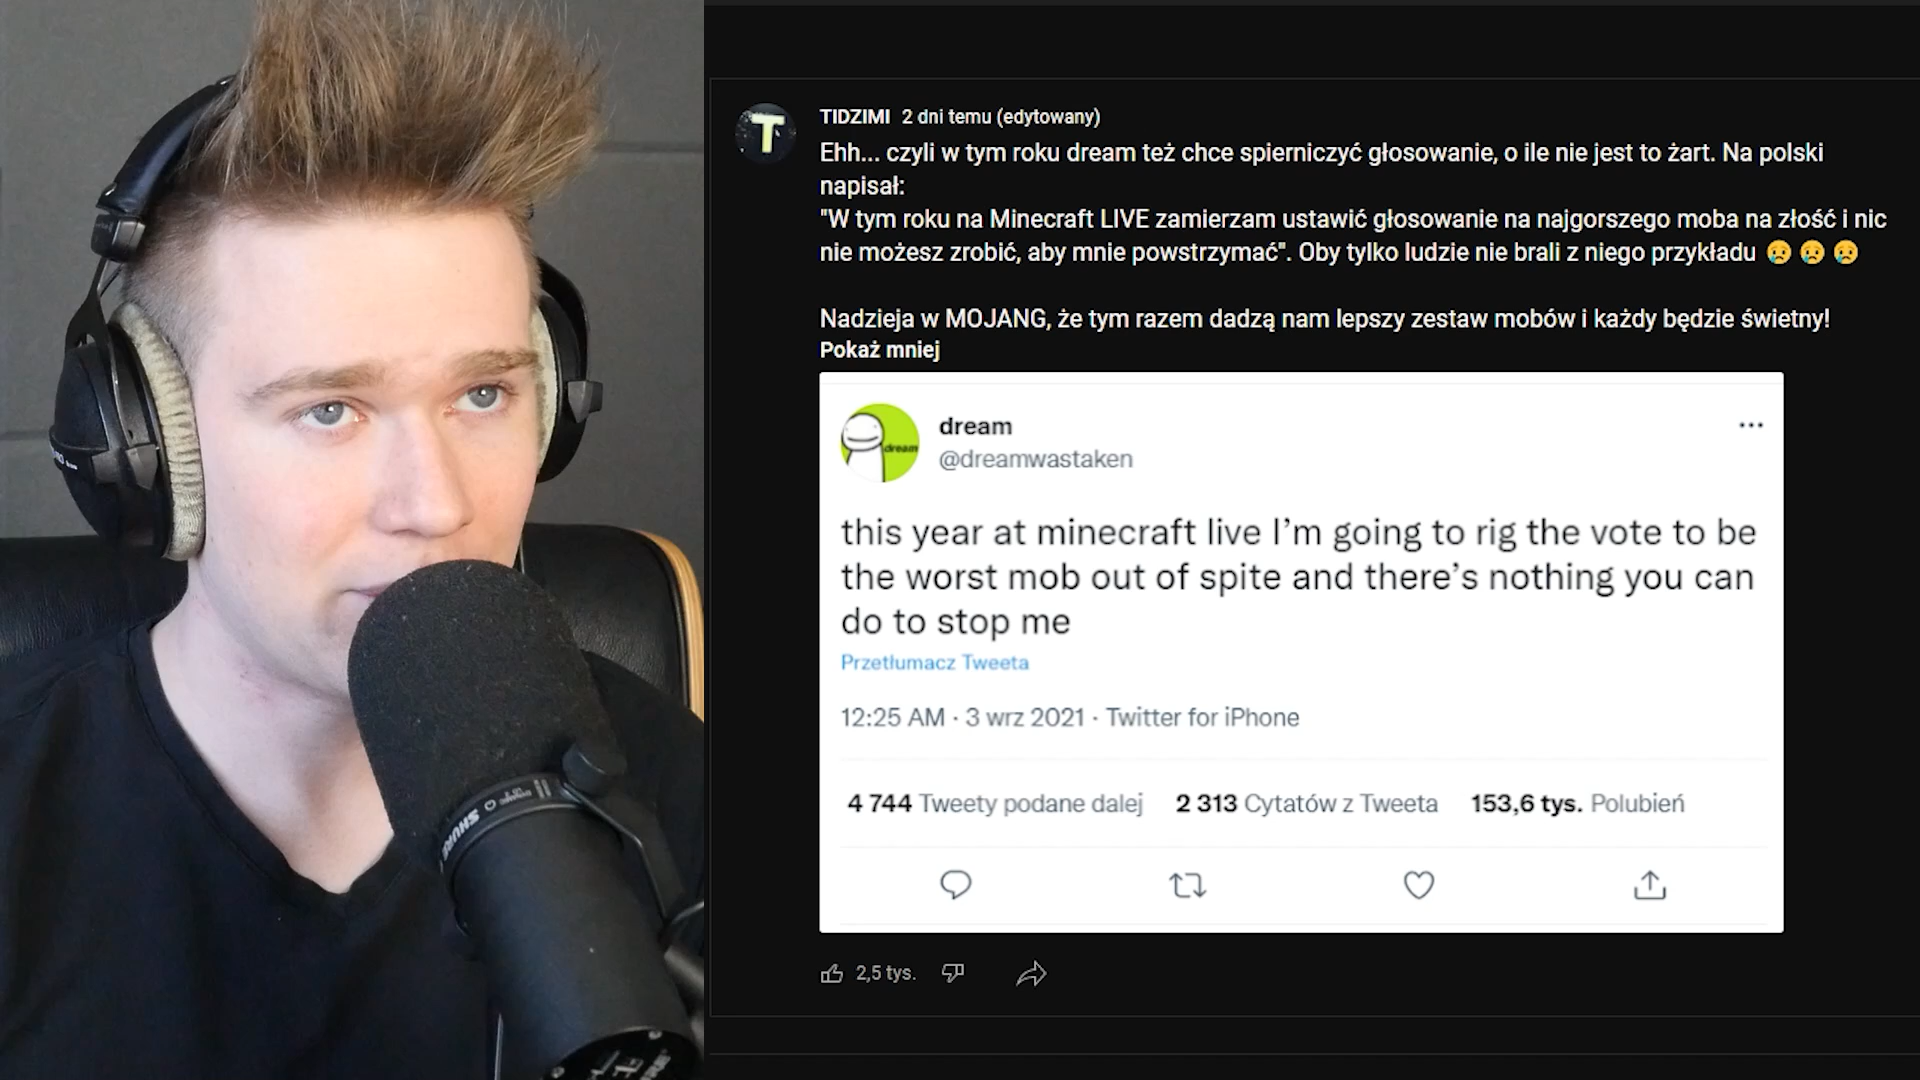 T
TIDZIMI 2 dni temu (edytowany)
Ehh... czyli w tym roku dream też chce spierniczyć głosowanie, o ile nie jest to żart. Na polski
napisał:
"W tym roku na Minecraft LIVE zamierzam ustawić głosowanie na najgorszego moba na złość i nic
nie możesz zrobić, aby mnie powstrzymać". Oby tylko ludzie nie brali z niego przykładu 😥 😥 😥
Nadzieja w MOJANG, że tym razem dadzą nam lepszy zestaw mobów i każdy będzie świetny!
Pokaż mniej
dream
dream
@dreamwastaken
this year at minecraft live I’m going to rig the vote to be
the worst mob out of spite and there’s nothing you can
do to stop me
Przetłumacz Tweeta
12:25 AM · 3 wrz 2021 · Twitter for iPhone
4 744 Tweety podane dalej 2 313 Cytatów z Tweeta 153,6 tys. Polubień
2,5 tys.
SHURE